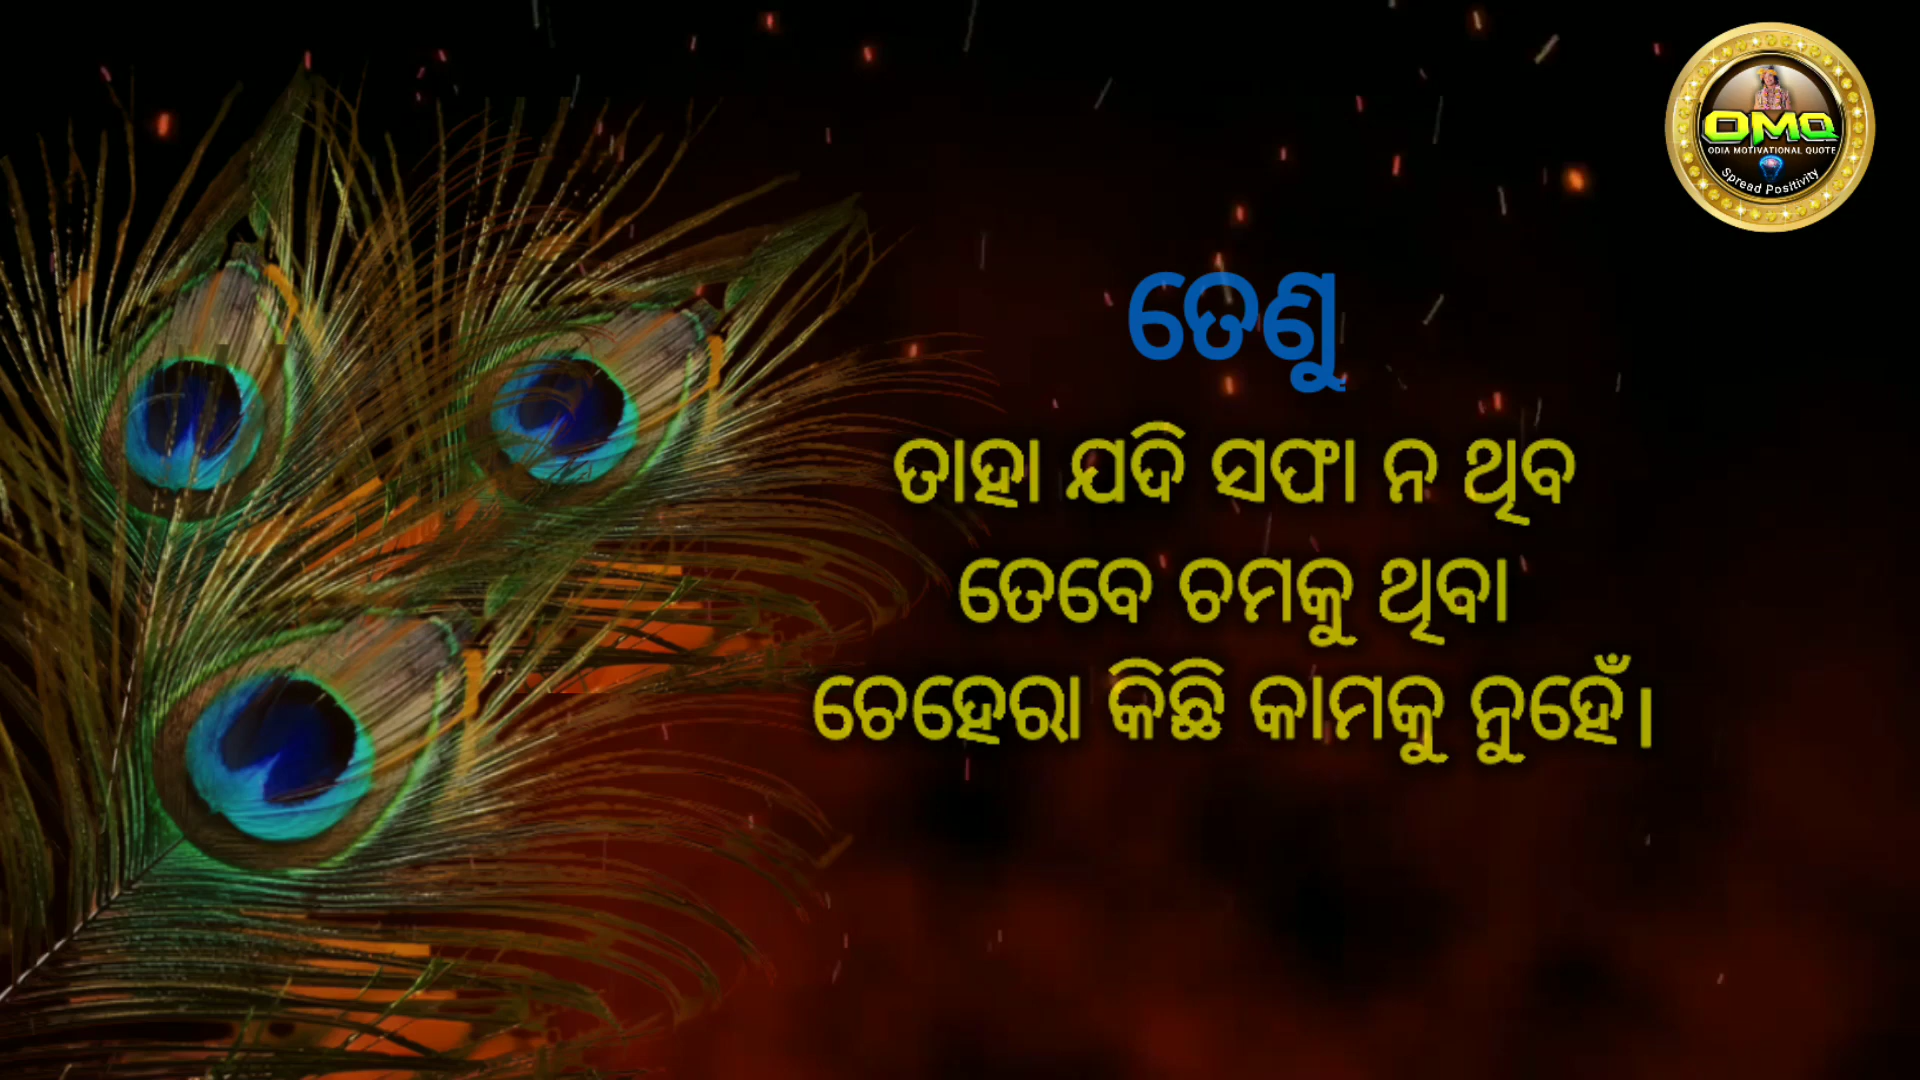 OMQ
ODIA MOTIVATIONAL QUOTE
Spread Positivity
ତେଣୁ
ତାହା ଯଦି ସଫା ନ ଥିବ
ତେବେ ଚମକୁ ଥିବା
ଚେହେରା କିଛି କାମକୁ ନୁହେଁ।